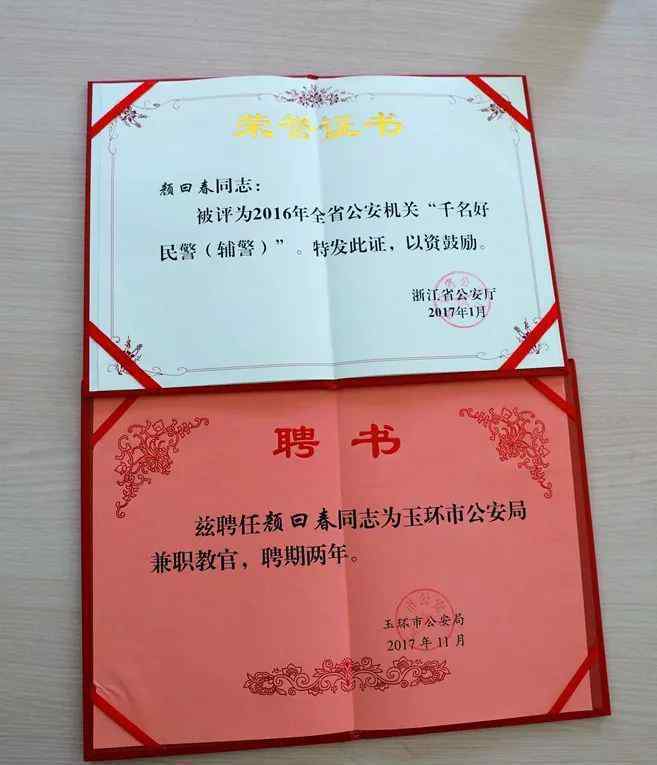 荣誉证书
颜回春同志：
被评为2016年全省公安机关“千名好
民警（辅警）”。特发此证，以资鼓励。
浙江省公安厅
2017年1月
聘书
兹聘任颜回春同志为玉环市公安局
兼职教官，聘期两年。
玉环市公安局
2017年11月